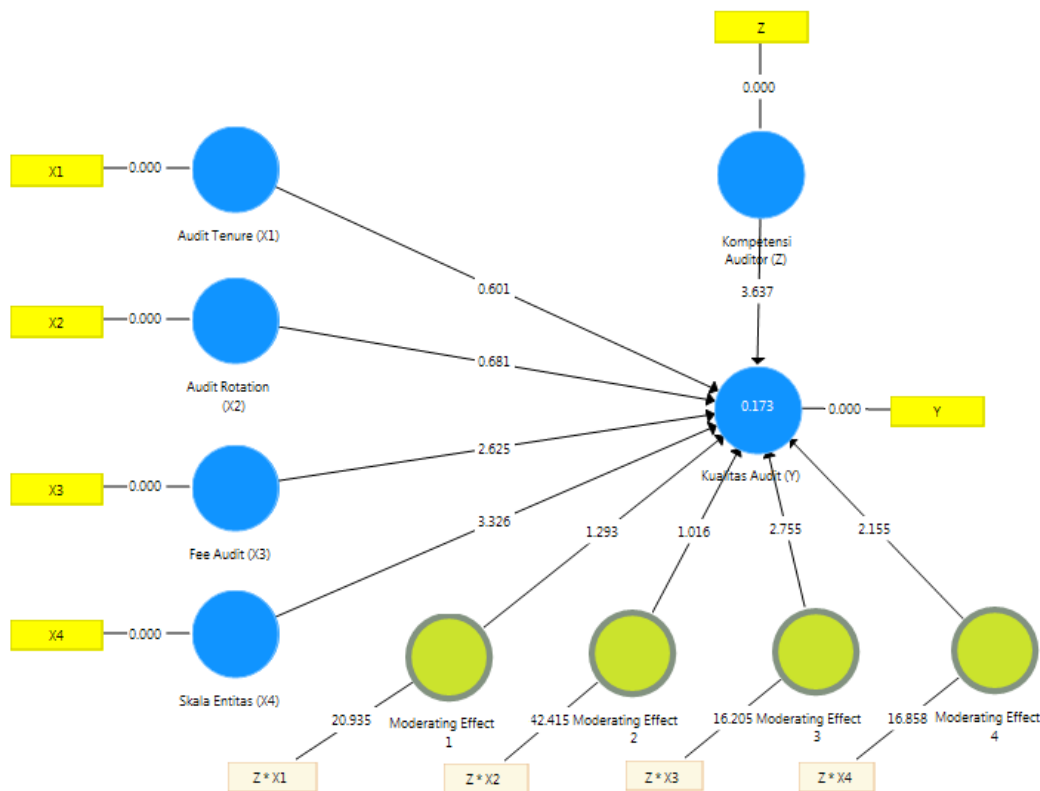 Z
0.000
X1
0.000
Audit Tenure (X1)
Kompetensi
Auditor (Z)
0.601
3.637
X2
0.000
Audit Rotation
(X2)
0.681
0.173
0.000
Y
Kualitas Audit (Y)
X3
0.000
Fee Audit (X3)
2.625
3.326
1.293
1.016
2.755
2.155
X4
0.000
Skala Entitas (X4)
20.935
Moderating Effect
1
42.415
Moderating Effect
2
16.205
Moderating Effect
3
16.858
Moderating Effect
4
Z * X1
Z * X2
Z * X3
Z * X4